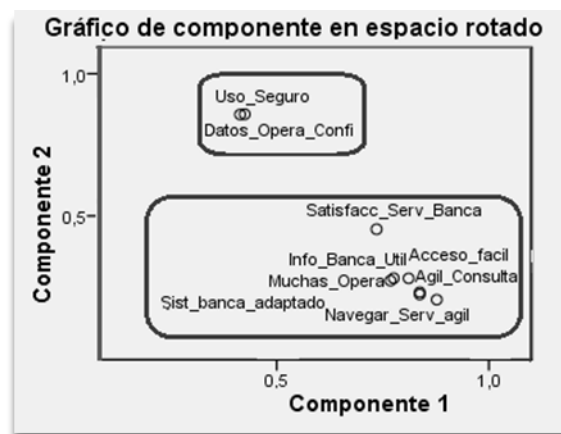 Gráfico de componente en espacio rotado
1,0
Uso_Seguro
Datos_Opera_Confi
Componente 2
0,5
Satisfacc_Serv_Banca
Info_Banca_Util
Acceso_facil
Muchas_Opera
Agil_Consulta
Sist_banca_adaptado
Navegar_Serv_agil
0,5
1,0
Componente 1